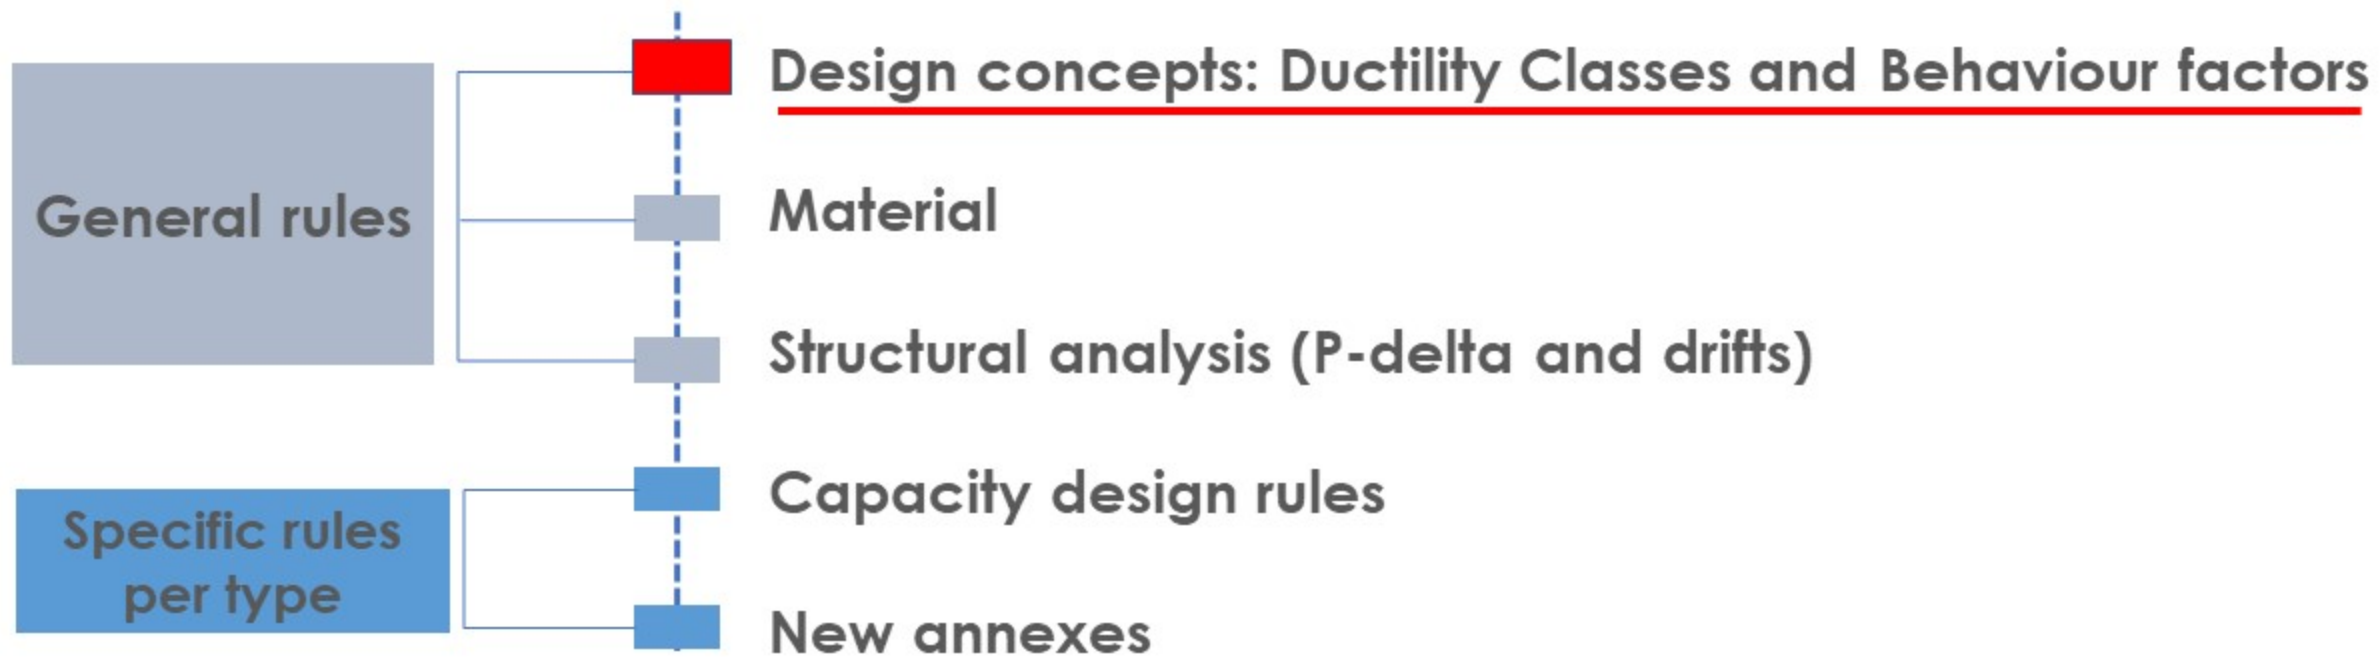 Design concepts: Ductility Classes and Behaviour factors
General rules
Material
Structural analysis (P-delta and drifts)
Capacity design rules
Specific rules
per type
New annexes